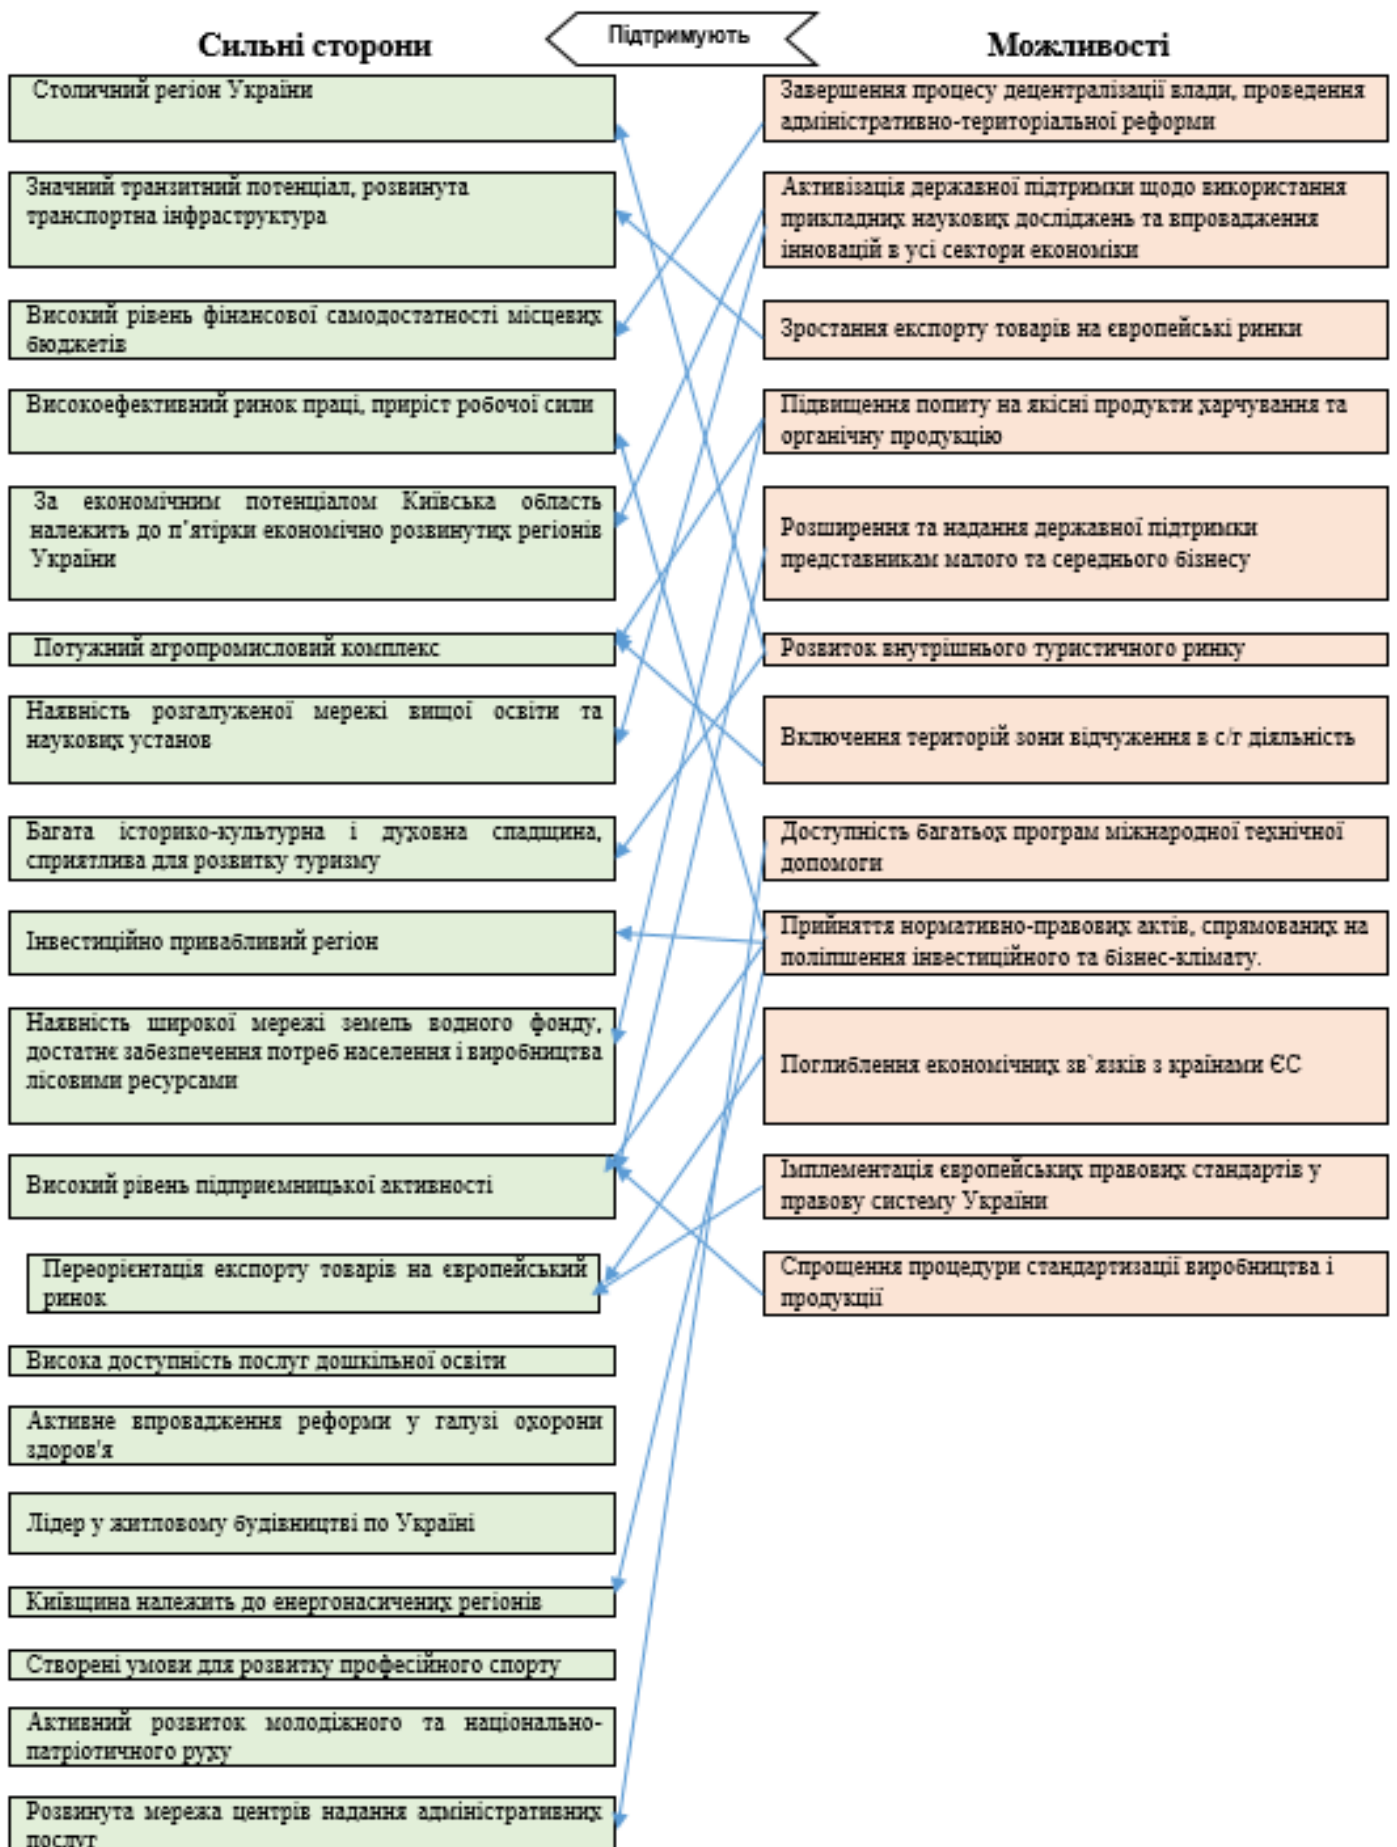 Сильні сторони
Підтримують
Можливості
Столичний регіон України
Значний транзитний потенціал, розвинута
транспортна інфраструктура
Високий рівень фінансової самодостатності місцевих
бюджетів
Високоефективний ринок праці, приріст робочої сили
За економічним потенціалом Київська область
належить до п'ятірки економічно розвинутих регіонів
України
Потужний агропромисловий комплекс
Наявність розгалуженої мережі вищої освіти та
наукових установ
Багата історико-культурна і духовна спадщина,
сприятлива для розвитку туризму
Інвестиційно привабливий регіон
Наявність широкої мережі земель водного фонду,
достатнє забезпечення потреб населення і виробництва
лісовими ресурсами
Високий рівень підприємницької активності
Переорієнтація експорту товарів на європейський
ринок
Висока доступність послуг дошкільної освіти
Активне впровадження реформи у галузі охорони
здоров'я
Лідер у житловому будівництві по Україні
Київщина належить до енергонасичених регіонів
Створені умови для розвитку професійного спорту
Активний розвиток молодіжного та національно-
патріотичного руху
Розвинута мережа центрів надання адміністративних
послуг
Завершення процесу децентралізації влади, проведення
адміністративно-територіальної реформи
Активізація державної підтримки щодо використання
прикладних наукових досліджень та впровадження
інновацій в усі сектори економіки
Зростання експорту товарів на європейські ринки
Підвищення попиту на якісні продукти харчування та
органічну продукцію
Розширення та надання державної підтримки
представникам малого та середнього бізнесу
Розвиток внутрішнього туристичного ринку
Включення територій зони відчуження в с/г діяльність
Доступність багатьох програм міжнародної технічної
допомоги
Прийняття нормативно-правових актів, спрямованих на
поліпшення інвестиційного та бізнес-клімату.
Поглиблення економічних зв`язків з країнами ЄС
Імплементація європейських правових стандартів у
правову систему України
Спрощення процедури стандартизації виробництва і
продукції